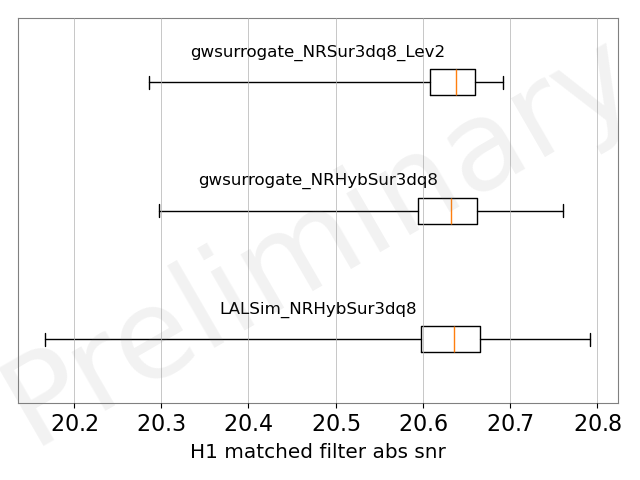 gwsurrogate_NRSur3dq8_Lev2
gwsurrogate_NRHybSur3dq8
LALSim_NRHybSur3dq8
Preliminary
20.2 20.3 20.4 20.5 20.6 20.7 20.8
H1 matched filter abs snr